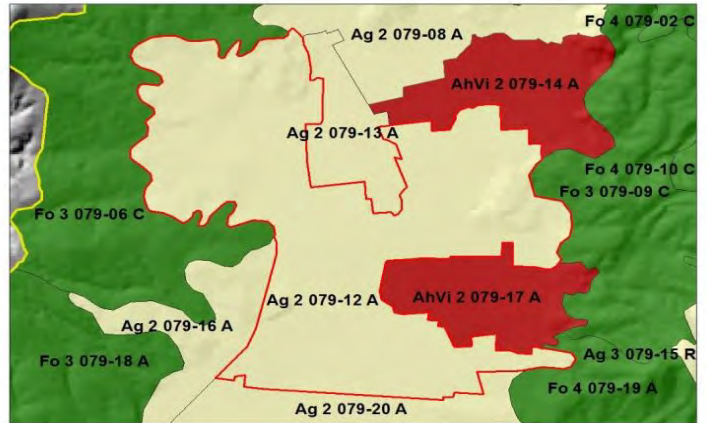 Fo 4 079-02 C
Ag 2 079-08 A
AhVi 2 079-14 A
Ag 2 079-13 A
Fo 4 079-10 C
Fo 3 079-09 C
Fo 3 079-06 C
Ag 2 079-12 A
AhVi 2 079-17 A
Ag 2 079-16 A
Ag 3 079-15 R
Fo 3 079-18 A
Fo 4 079-19 A
Ag 2 079-20 A